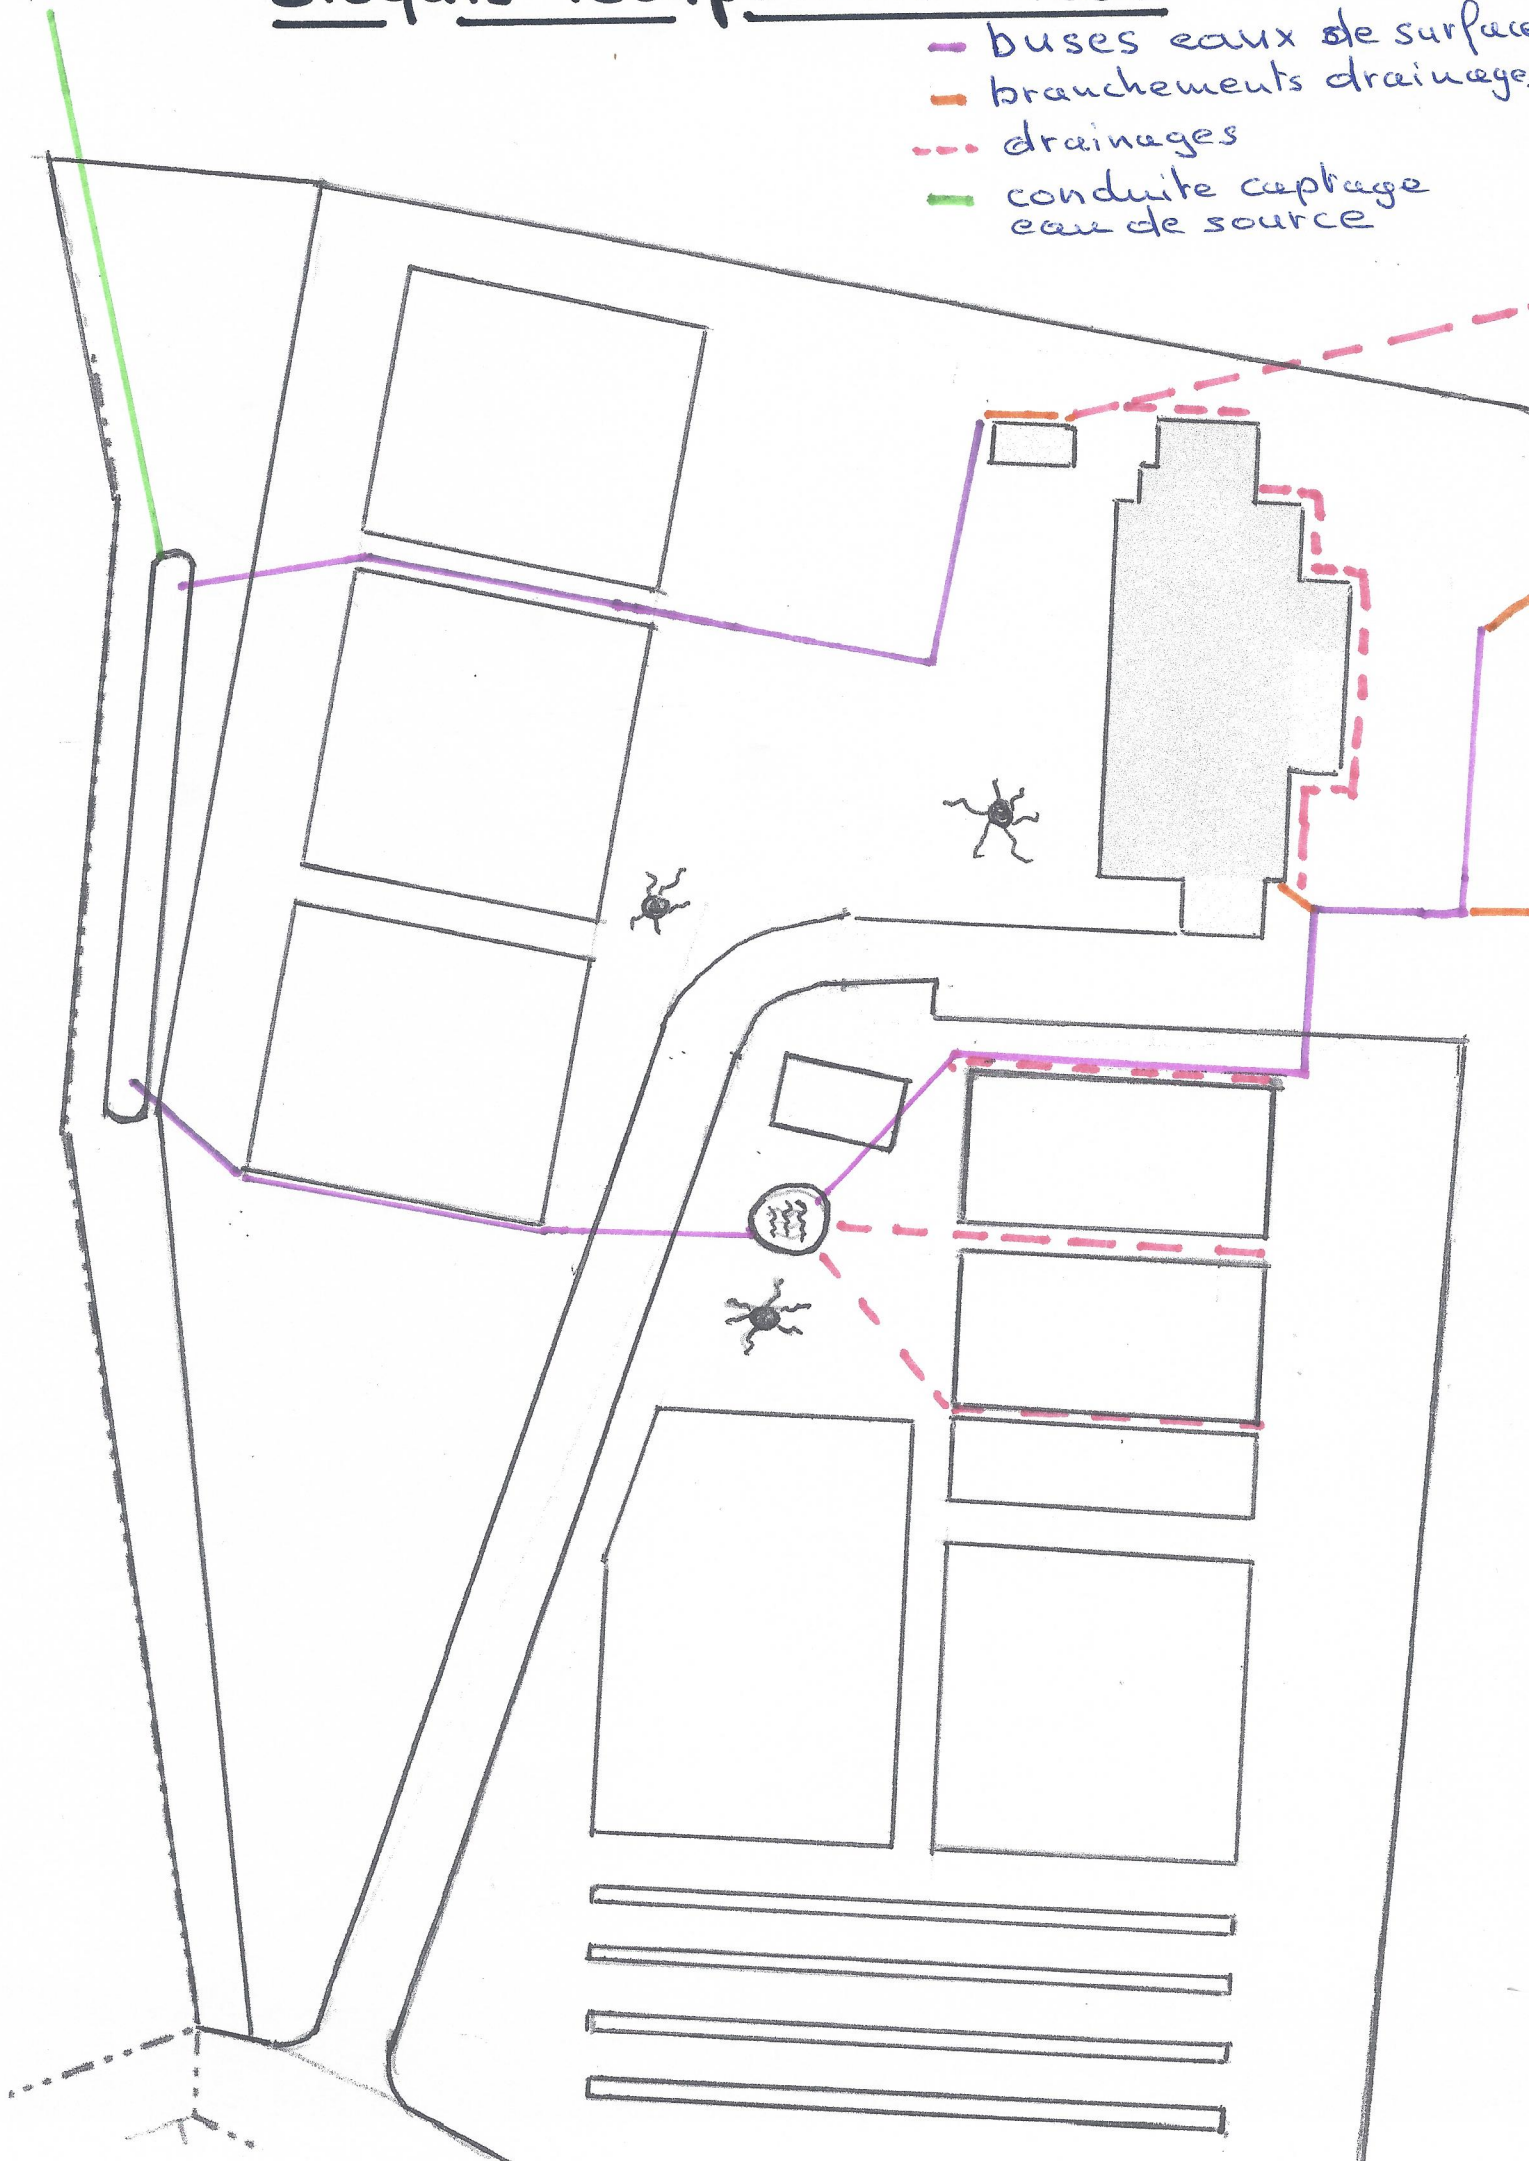 buses eaux de surface
branchements drainages
drainages
conduite captage
eau de source